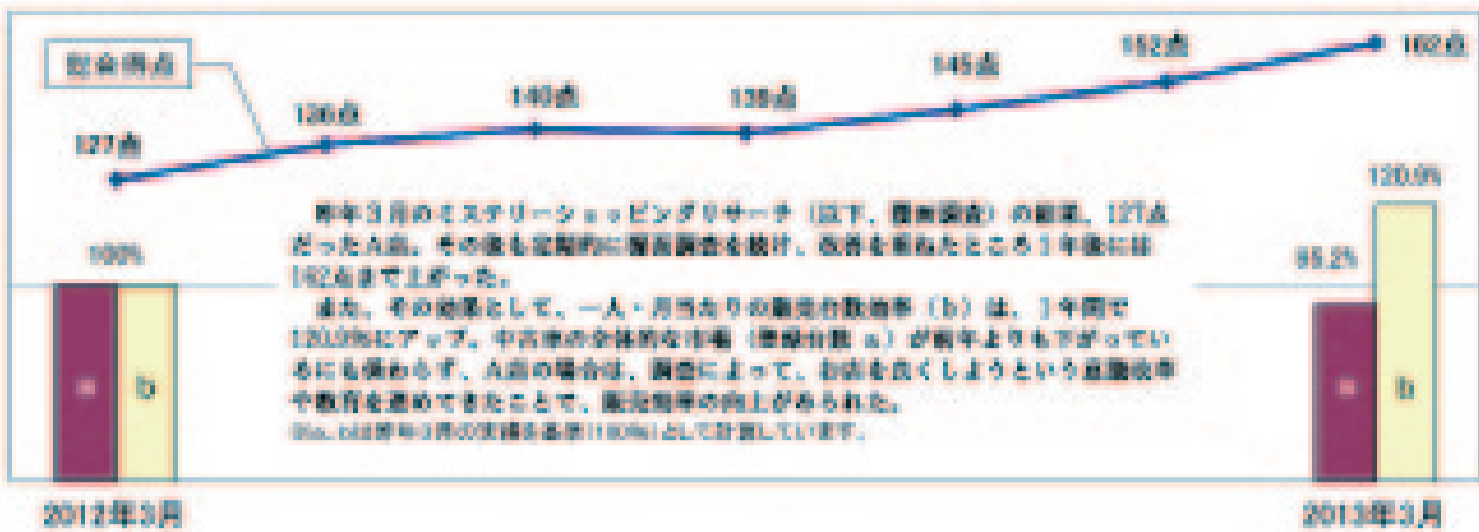 総合得点
127点
136点
140点
139点
145点
152点
162点
100%
120.9%
昨年3月のミステリーショッピングリサーチ(以下、覆面調査)の結果、127点
だったA店。その後も定期的に覆面調査を続け、改善を重ねたところ1年後には
162点まで上がった。
また、その効果として、一人・月当たりの販売台数効率(b)は、1年間で
120.9%にアップ。中古車の全体的な市場(登録台数 a)が前年よりも下がってい
るにも係わらず、A店の場合は、調査によって、お店を良くしようという意識改革
や教育を進めてきたことで、販売効率の向上がみられた。
a
b
a
b
2012年3月
2013年3月